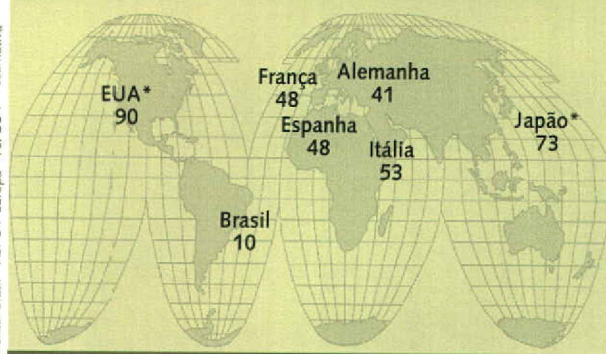 EUA*
90
França
48
Alemanha
41
Espanha
48
Itália
53
Japão*
73
Brasil
10